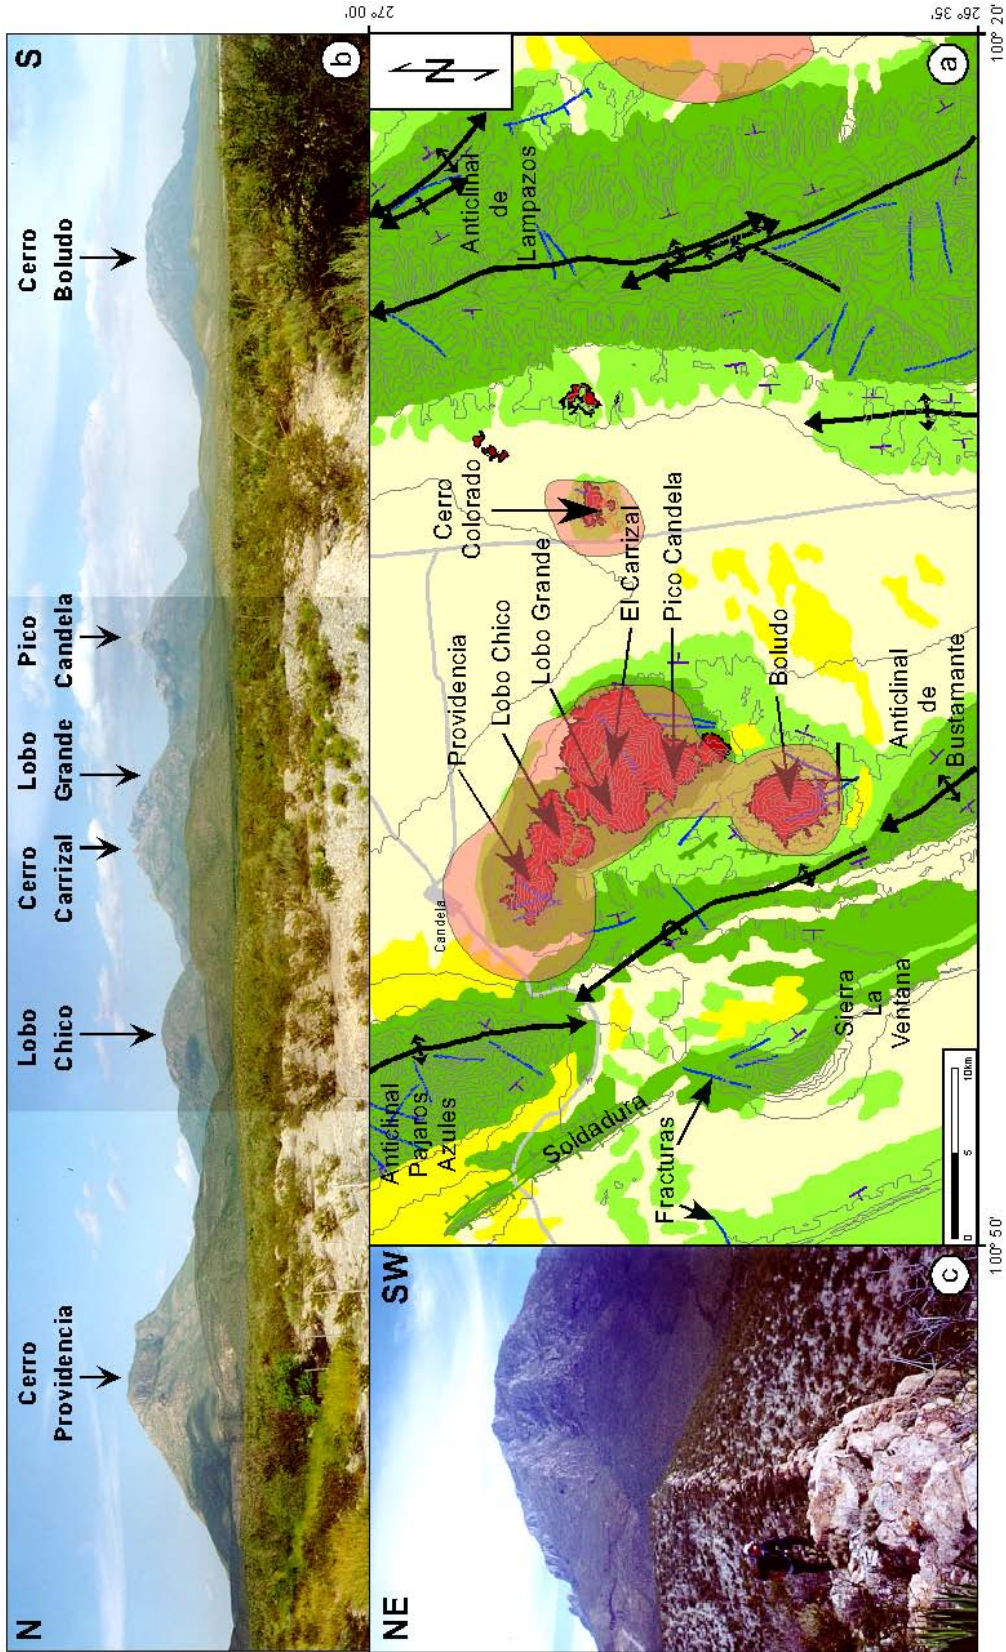 N
S
Cerro
Providencia
Lobo
Chico
Cerro
Carrizal
Lobo
Grande
Pico
Candela
Cerro
Boludo
b
NE
SW
c
27° 00'
26° 35'
100° 50'
100° 20'
N
a
Anticlinal
Pajaros
Azules
Candela
Providencia
Lobo Chico
Lobo Grande
El Carrizal
Pico Candela
Cerro
Colorado
Anticlinal
de
Lampazos
Boludo
Anticlinal
de
Bustamante
Soldadura
Fracturas
Sierra
La
Ventana
0 5 10km